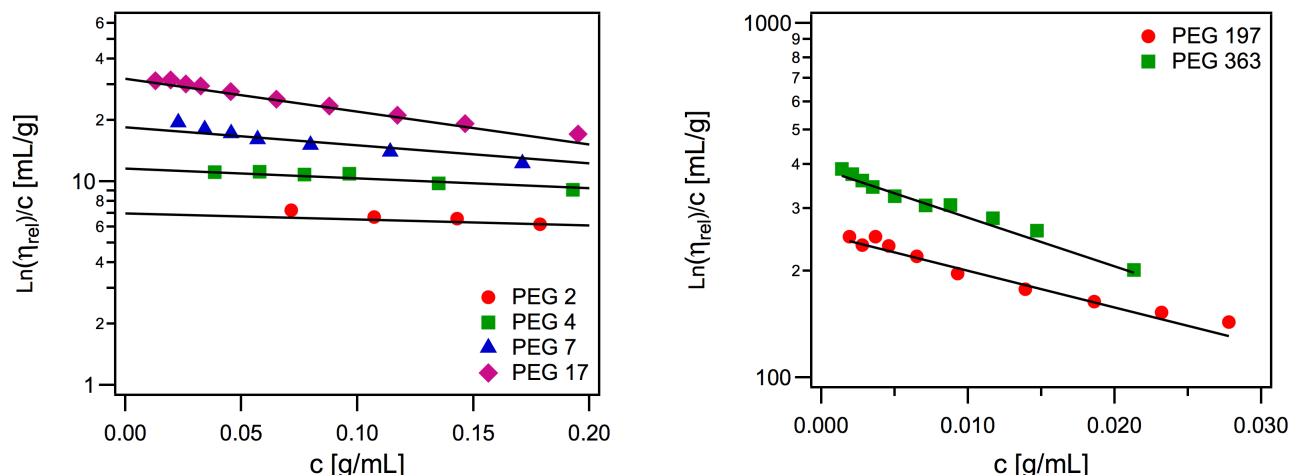 6
4
2
10
8
6
4
2
1
Ln(ηrel)/c [mL/g]
PEG 2
PEG 4
PEG 7
PEG 17
0.00 0.05 0.10 0.15 0.20
c [g/mL]
1000
9
8
7
6
5
4
3
2
100
Ln(ηrel)/c [mL/g]
PEG 197
PEG 363
0.000 0.010 0.020 0.030
c [g/mL]